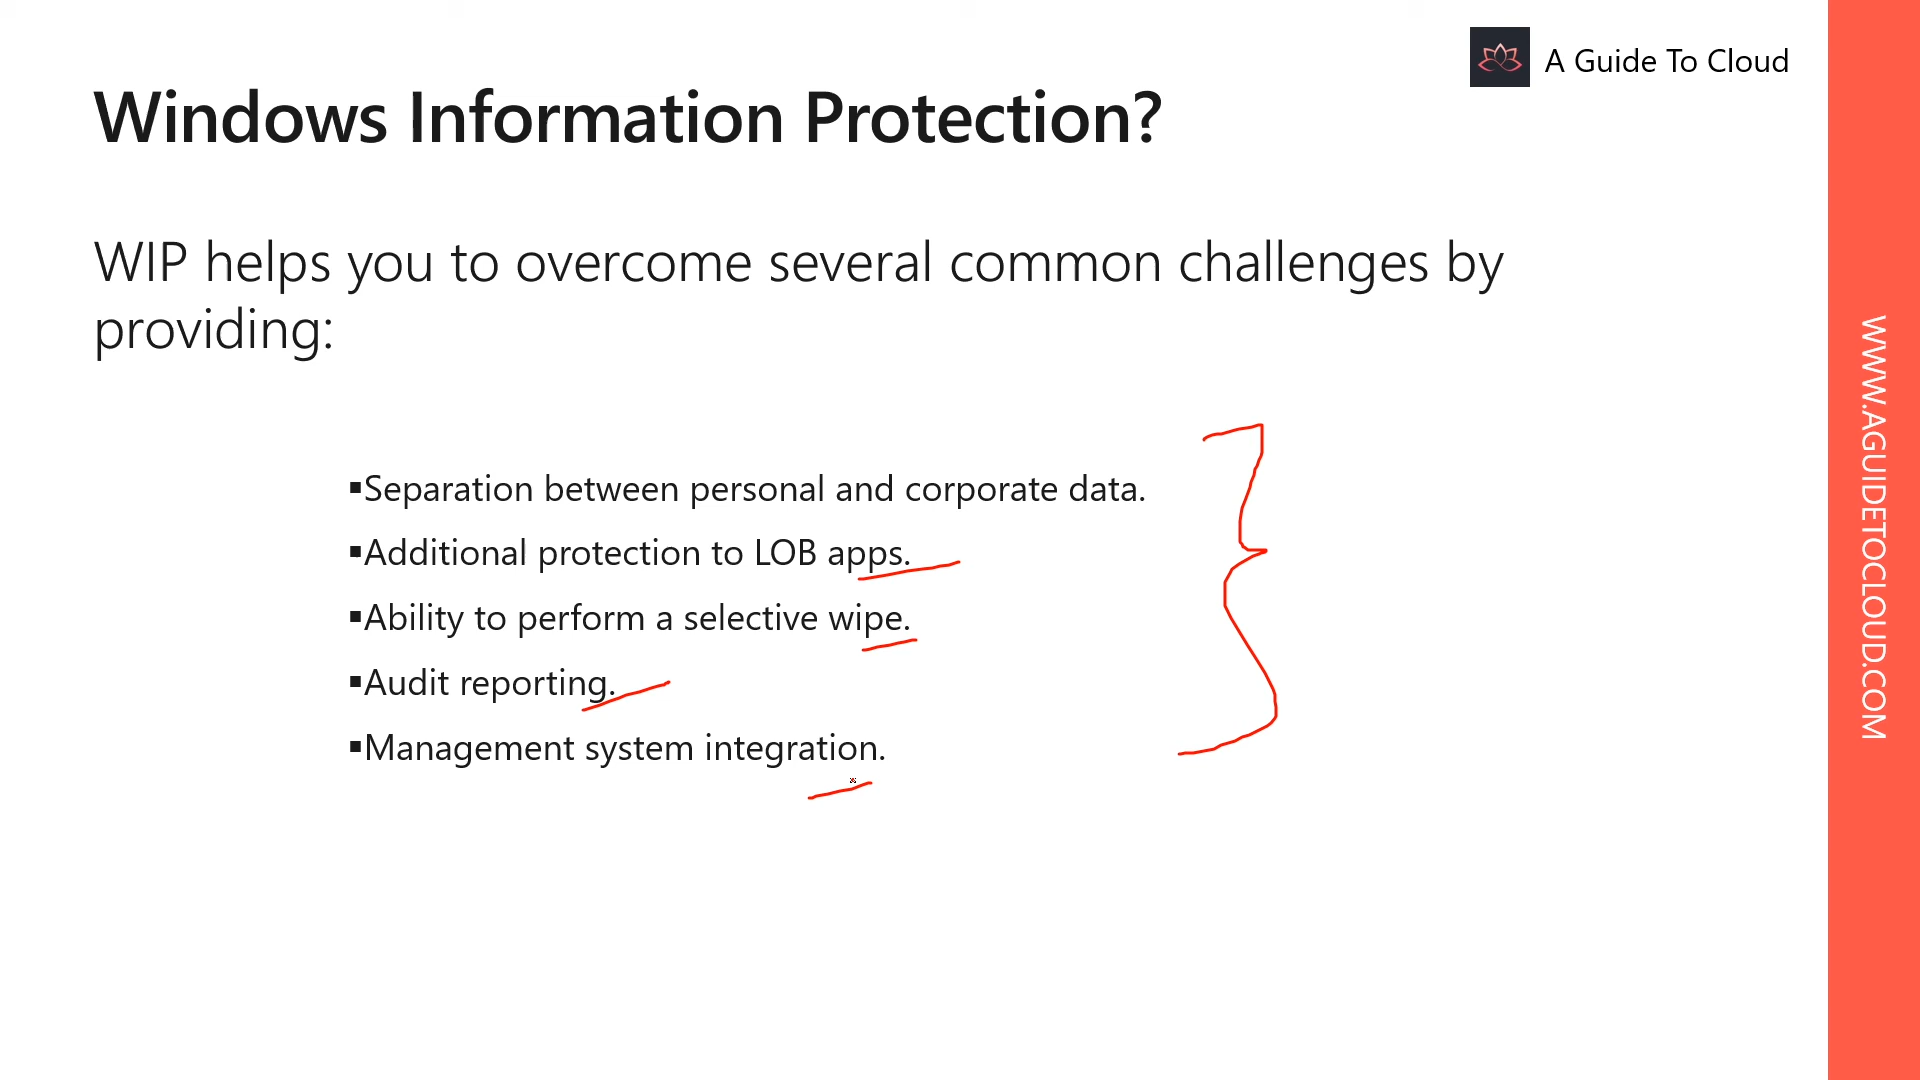 A Guide To Cloud
Windows Information Protection?
WIP helps you to overcome several common challenges by
providing:
▪Separation between personal and corporate data.
▪Additional protection to LOB apps.
▪Ability to perform a selective wipe.
▪Audit reporting.
▪Management system integration.
WWW.AGUIDETOCLOUD.COM